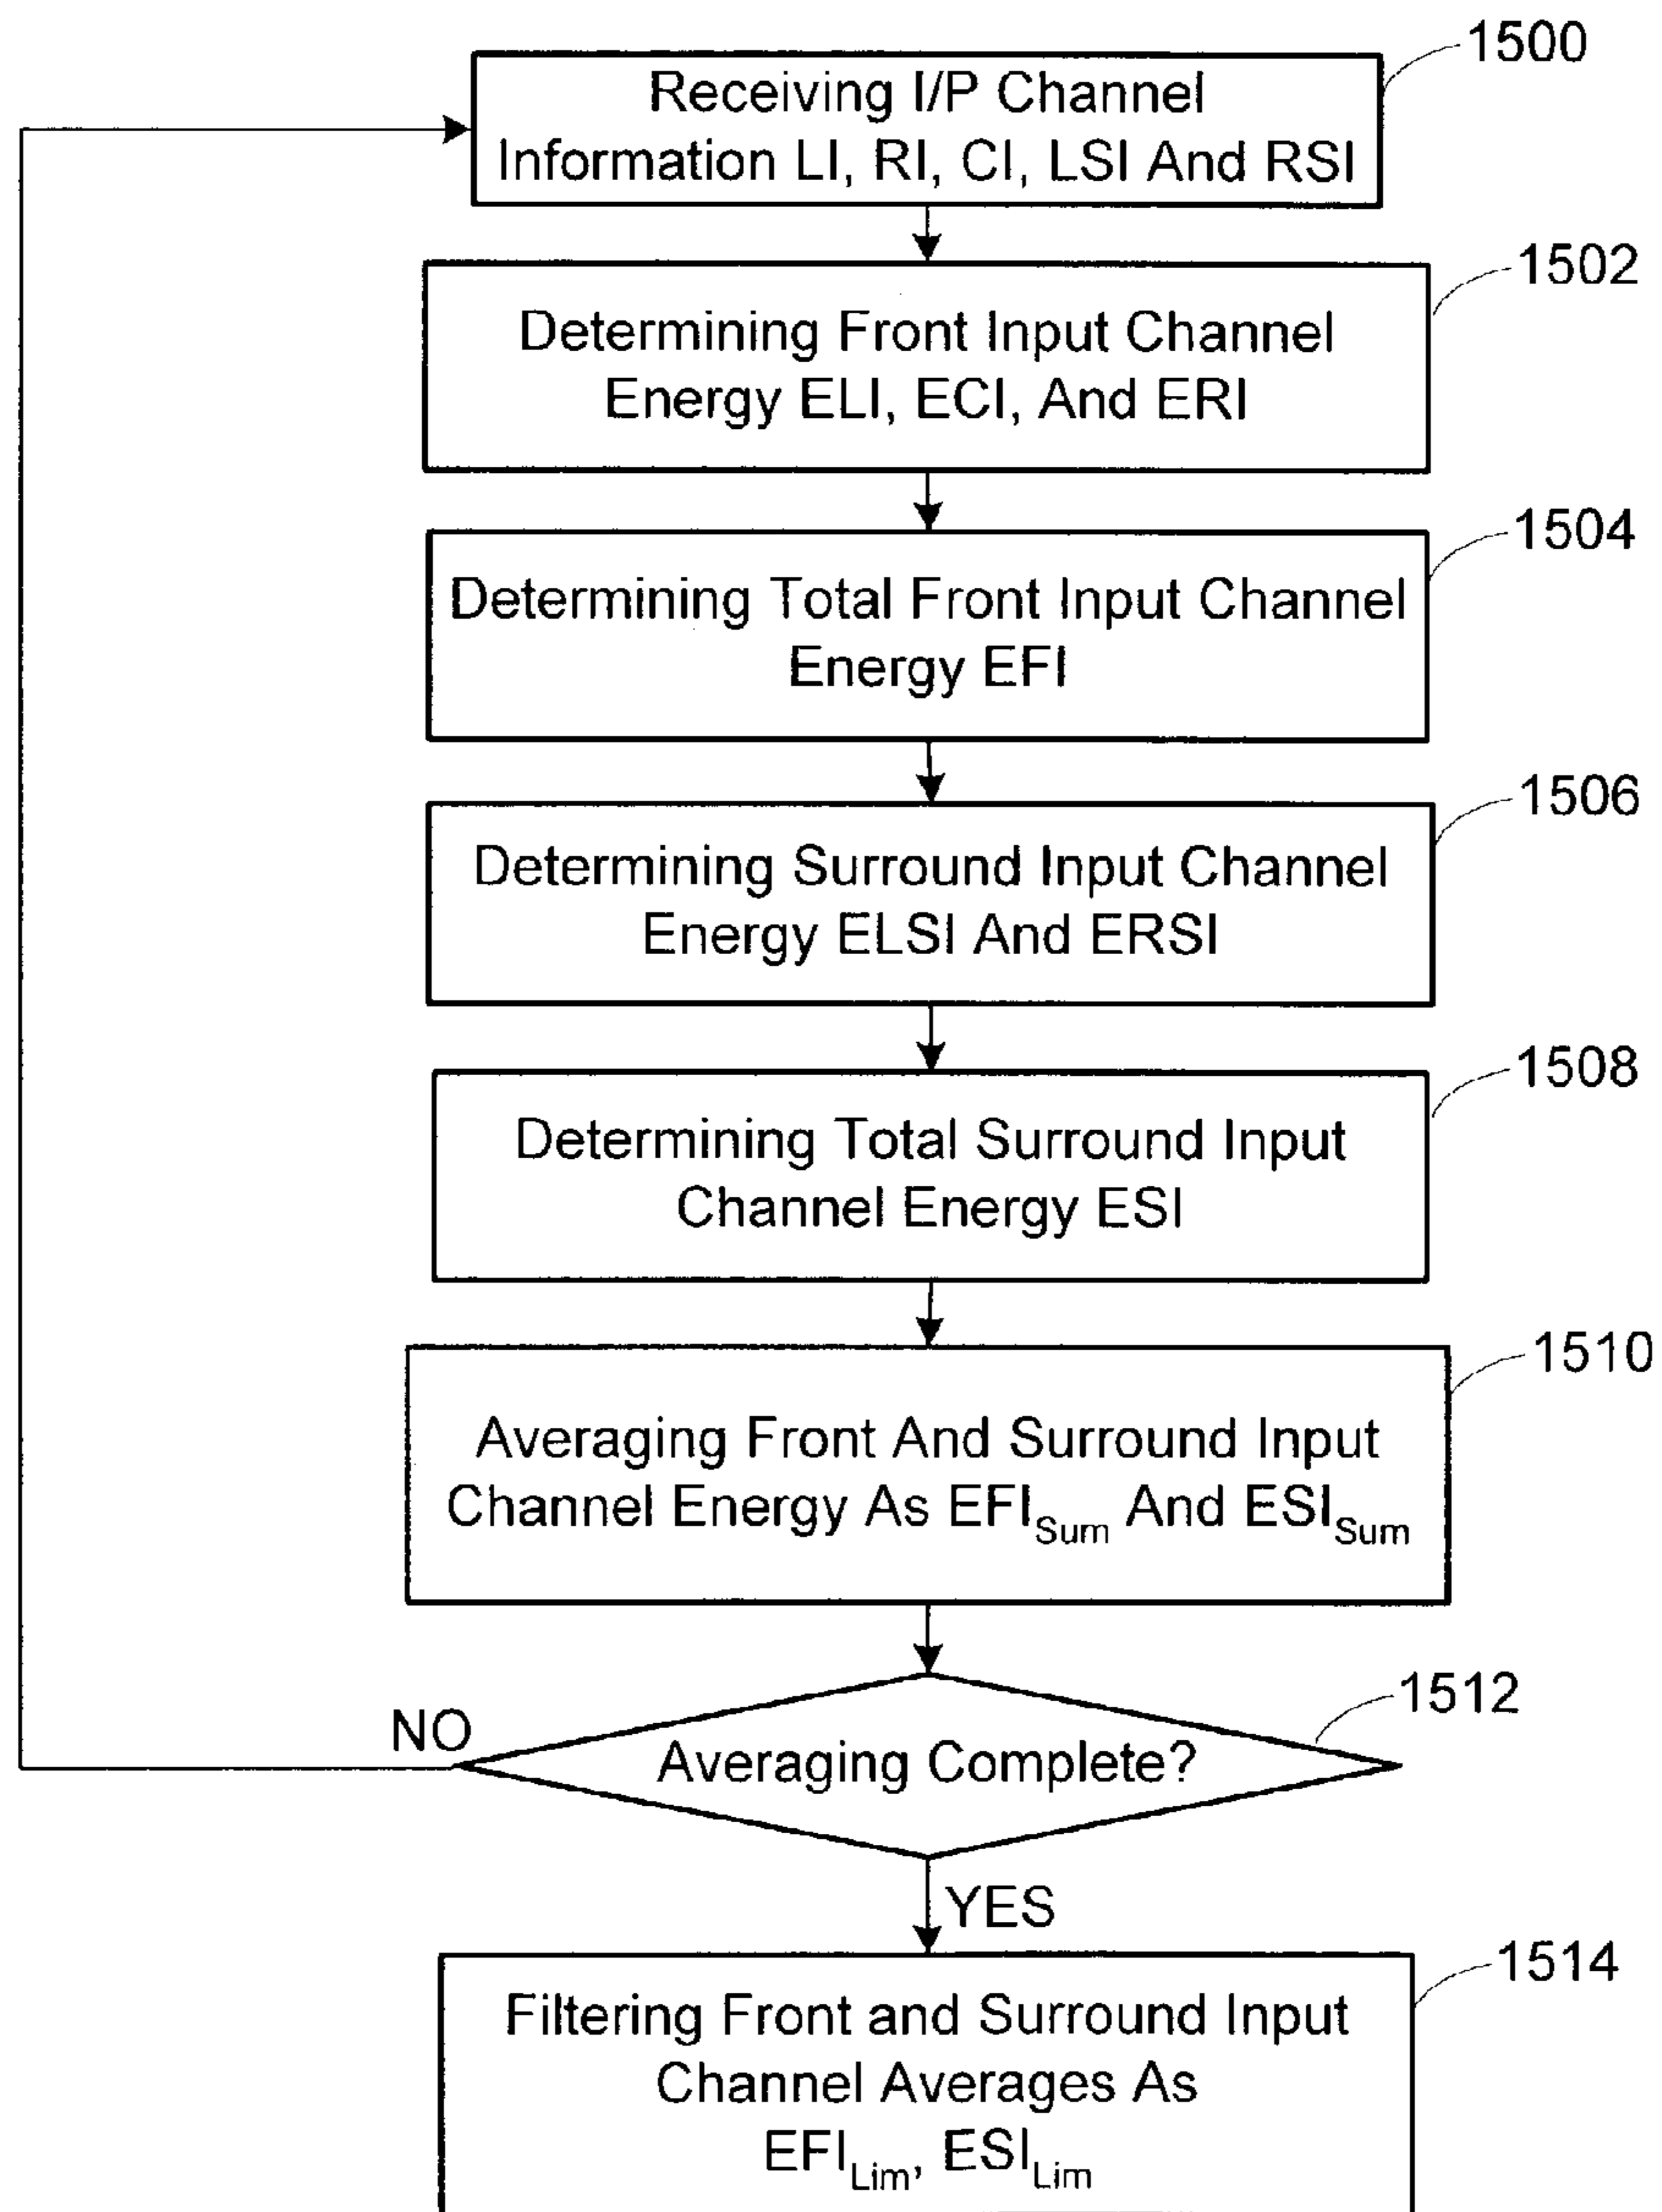 1500
Receiving I/P Channel
Information LI, RI, CI, LSI And RSI
1502
Determining Front Input Channel
Energy ELI, ECI, And ERI
1504
Determining Total Front Input Channel
Energy EFI
1506
Determining Surround Input Channel
Energy ELSI And ERSI
1508
Determining Total Surround Input
Channel Energy ESI
1510
Averaging Front And Surround Input
Channel Energy As EFISum And ESISum
1512
NO
Averaging Complete?
YES
1514
Filtering Front and Surround Input
Channel Averages As
EFILim, ESILim